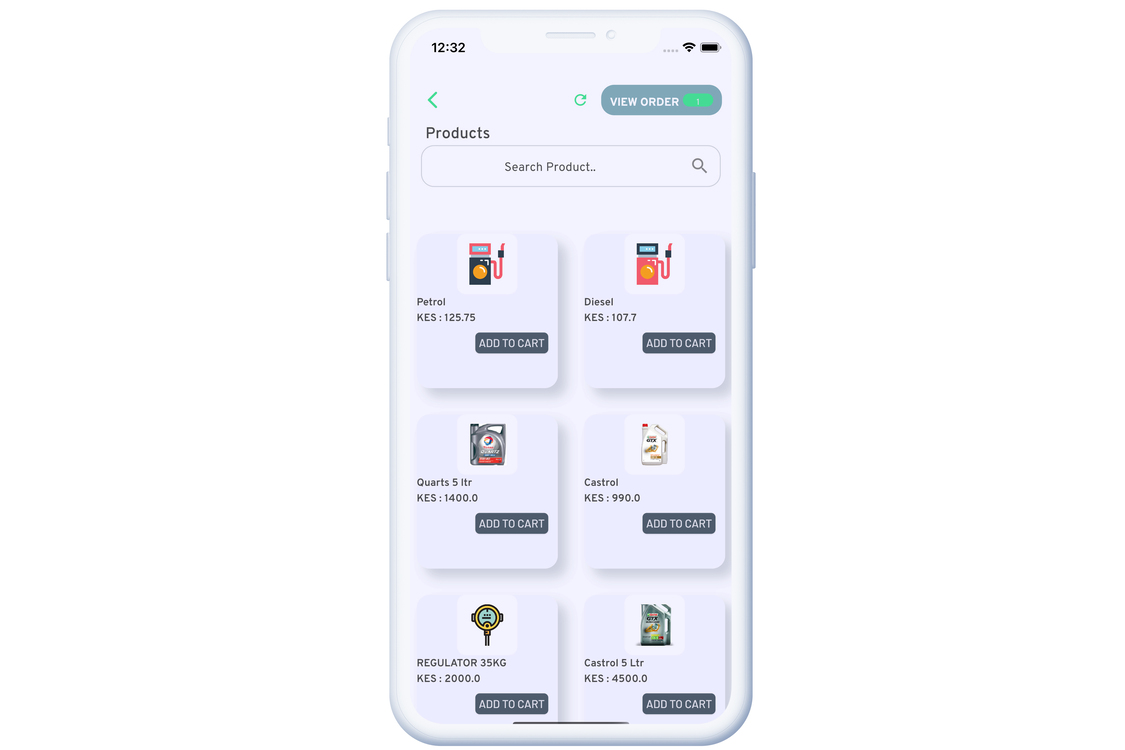 12:32
VIEW ORDER 1
Products
Search Product..
Petrol
KES : 125.75
ADD TO CART
Diesel
KES : 107.7
ADD TO CART
Quarts 5 ltr
KES : 1400.0
ADD TO CART
GTX
Castrol
KES : 990.0
ADD TO CART
REGULATOR 35KG
KES : 2000.0
ADD TO CART
GTX
Castrol 5 Ltr
KES : 4500.0
ADD TO CART